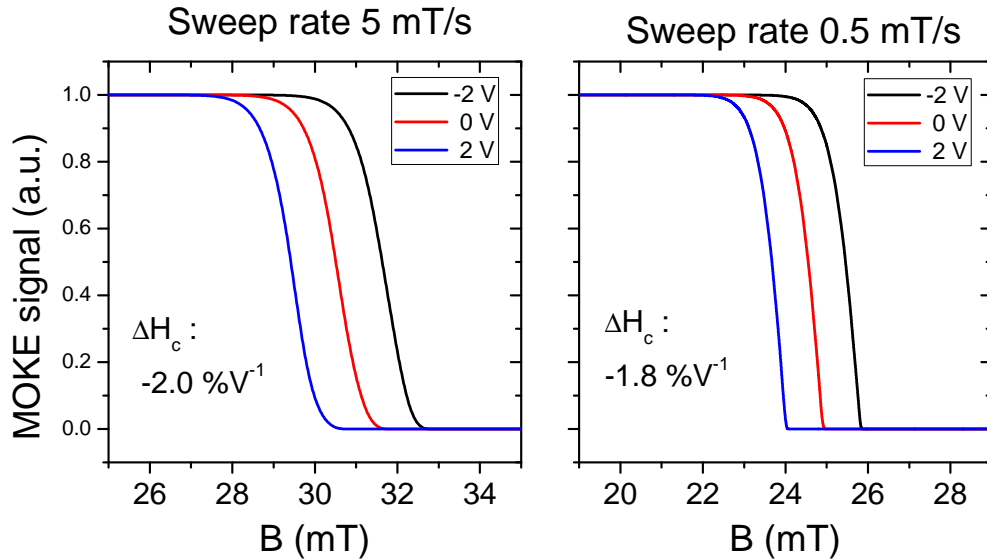 Sweep rate 5 mT/s
Sweep rate 0.5 mT/s
MOKE signal (a.u.)
1.0
0.8
0.6
0.4
0.2
0.0
-2 V
0 V
2 V
ΔHc :
-2.0 %V-1
26 28 30 32 34
B (mT)
-2 V
0 V
2 V
ΔHc :
-1.8 %V-1
20 22 24 26 28
B (mT)